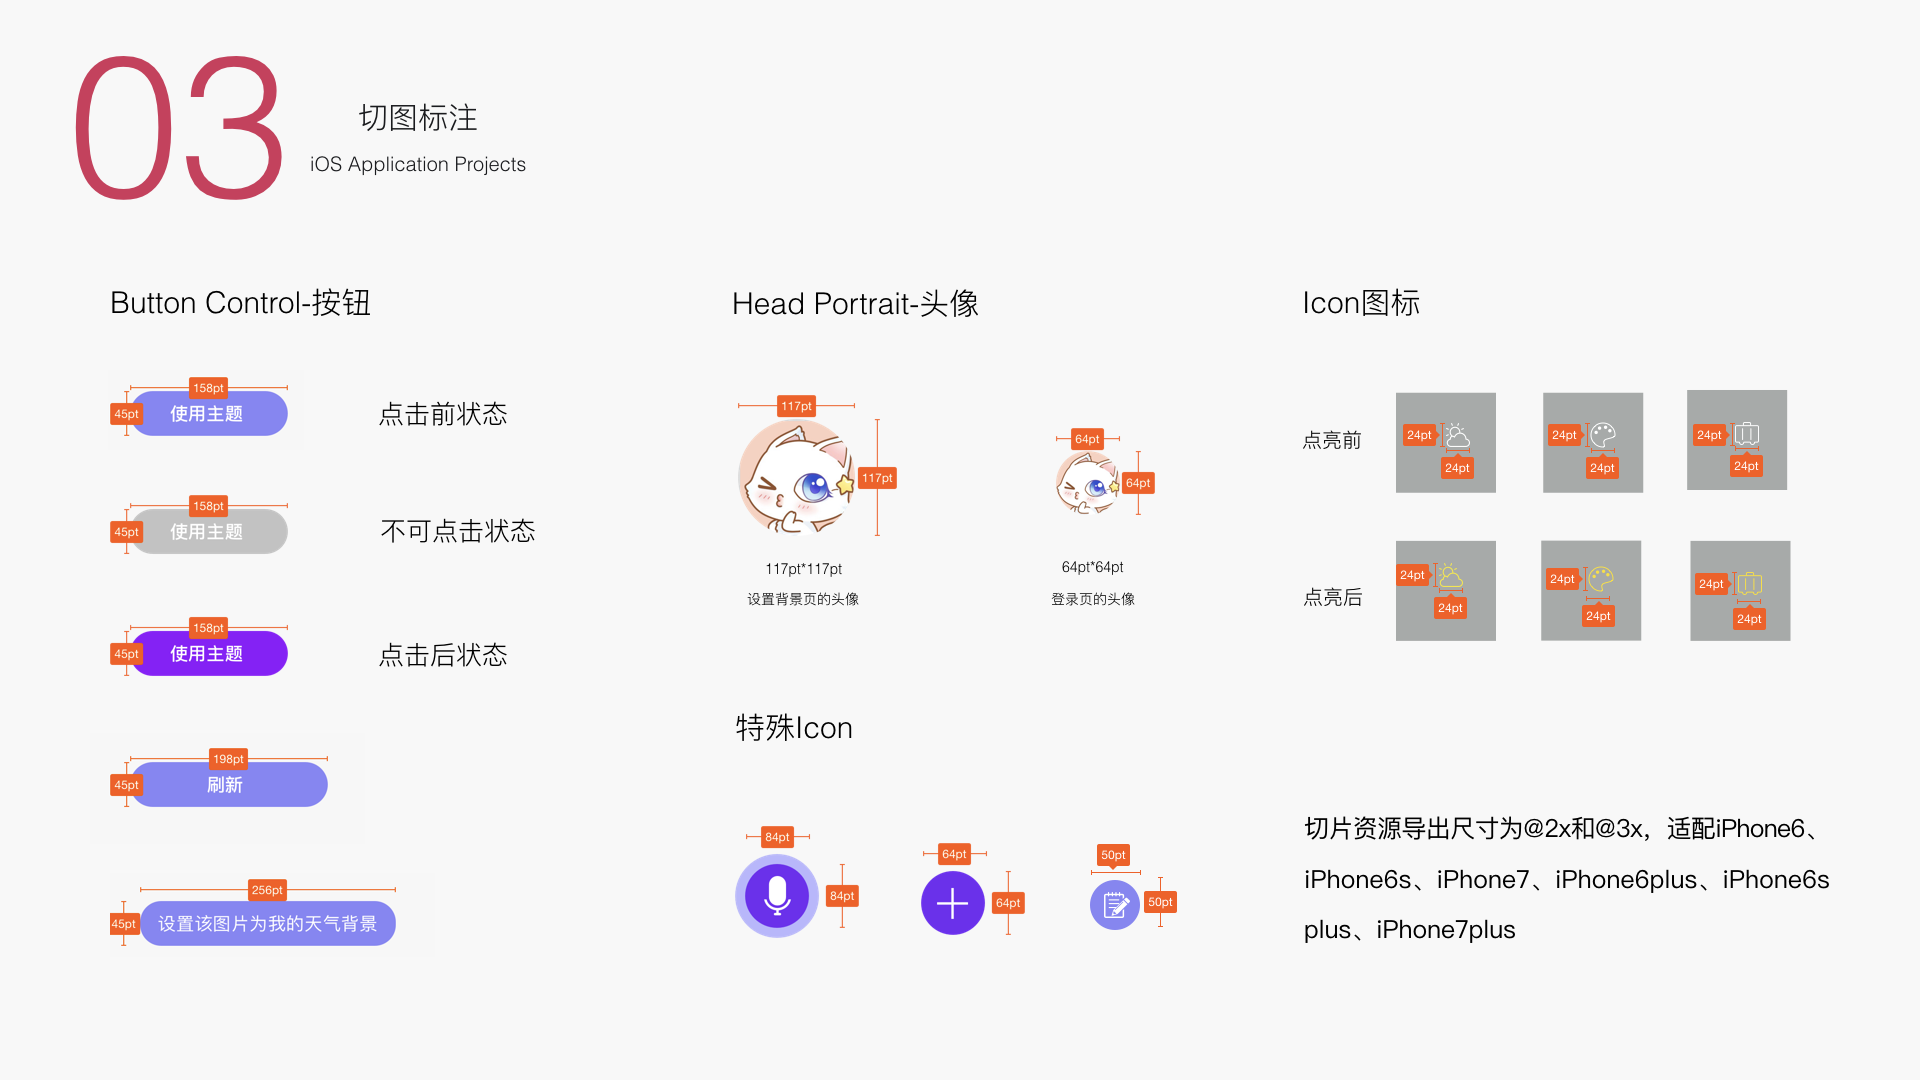 03
切图标注
iOS Application Projects
Button Control-按钮
158pt
45pt
使用主题
点击前状态
158pt
45pt
使用主题
不可点击状态
158pt
45pt
使用主题
点击后状态
198pt
45pt
刷新
256pt
45pt
设置该图片为我的天气背景
Head Portrait-头像
117pt
117pt
117pt*117pt
设置背景页的头像
64pt
64pt
64pt*64pt
登录页的头像
特殊Icon
84pt
84pt
64pt
64pt
50pt
50pt
Icon图标
点亮前
24pt
24pt
24pt
24pt
24pt
24pt
点亮后
24pt
24pt
24pt
24pt
24pt
24pt
切片资源导出尺寸为@2x和@3x，适配iPhone6、
iPhone6s、iPhone7、iPhone6plus、iPhone6s
plus、iPhone7plus